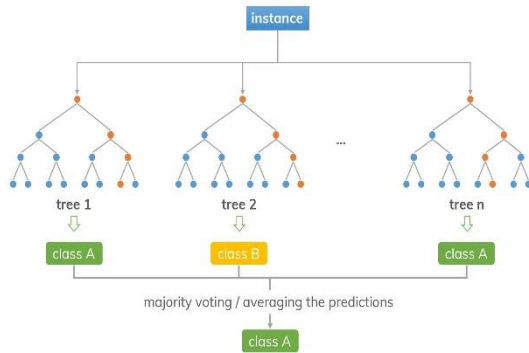 instance
...
tree 1
tree 2
tree n
class A
class B
class A
majority voting / averaging the predictions
class A